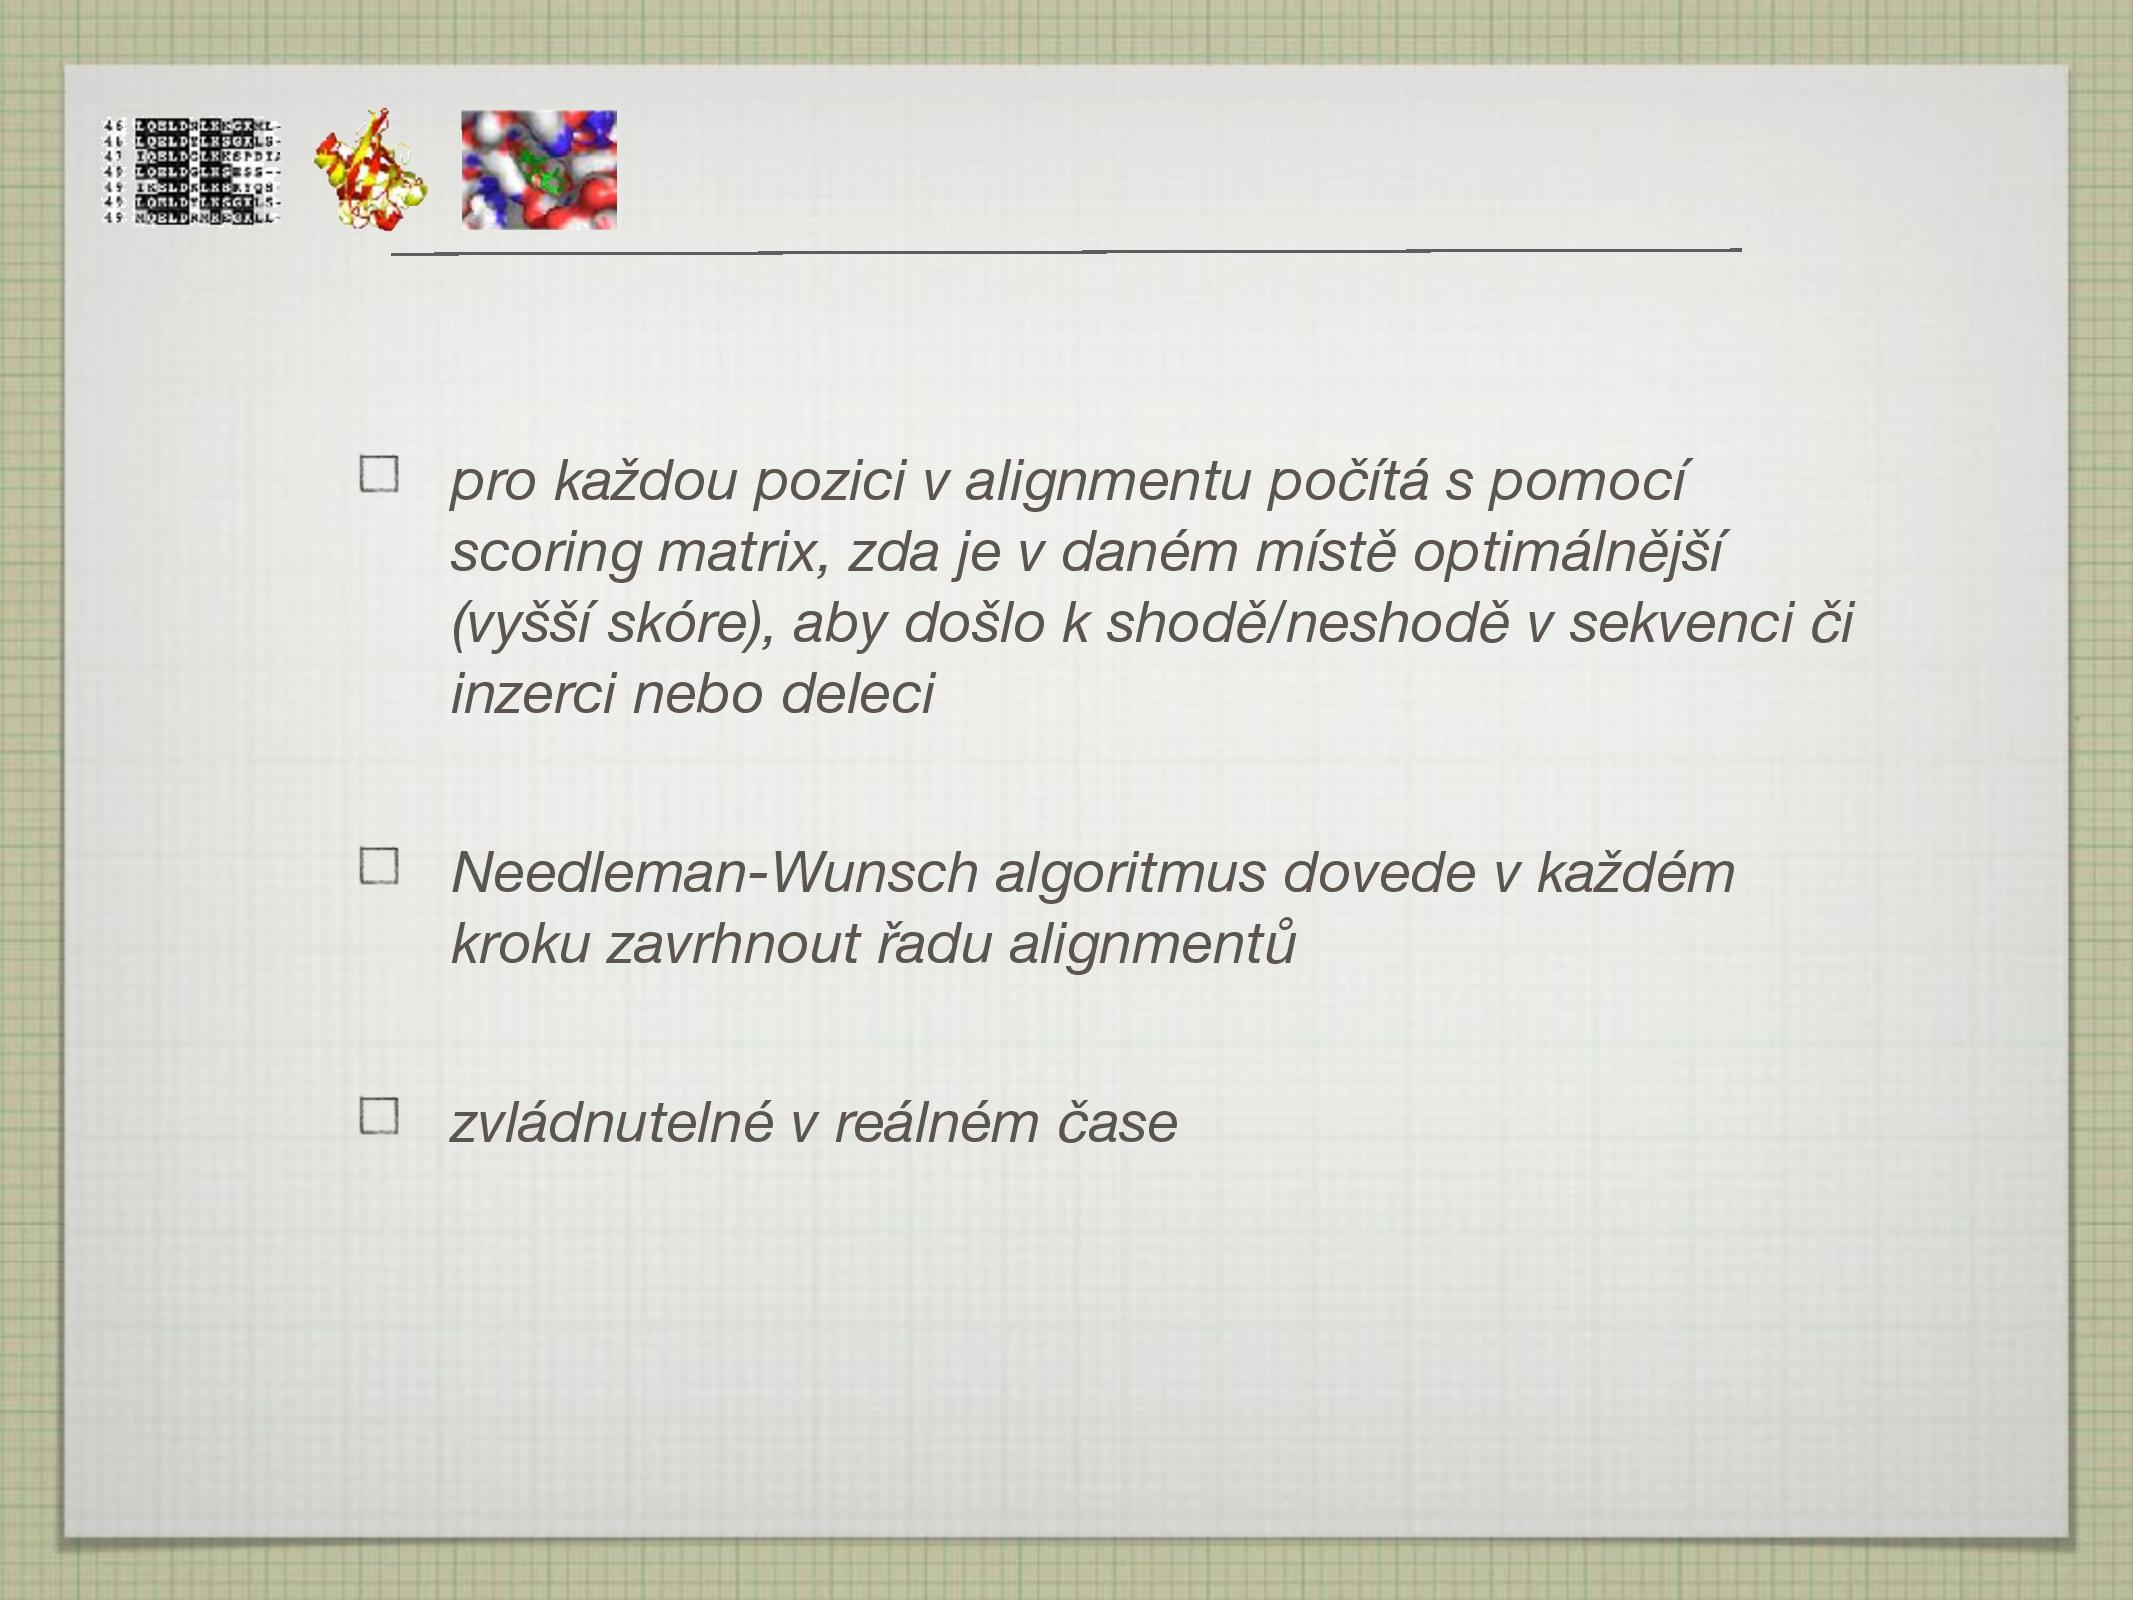 pro každou pozici v alignmentu počítá s pomocí
scoring matrix, zda je v daném místě optimálnější
(vyšší skóre), aby došlo k shodě/neshodě v sekvenci či
inzerci nebo deleci
Needleman-Wunsch algoritmus dovede v každém
kroku zavrhnout řadu alignmentů
zvládnutelné v reálném čase